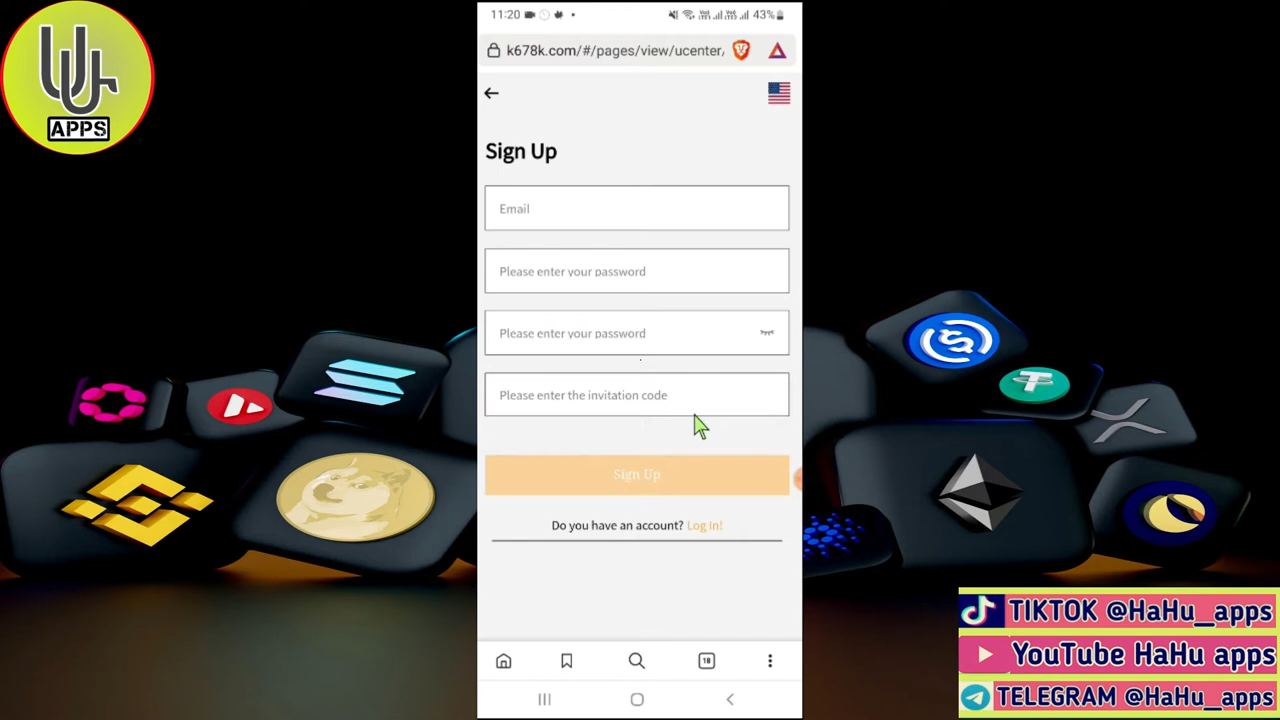 APPS
11:20
43%
k678k.com/#/pages/view/ucenter,
Sign Up
Email
Please enter your password
Please enter your password
Please enter the invitation code
Sign Up
Do you have an account? Log In!
18
TIKTOK @HaHu_apps
YouTube HaHu apps
TELEGRAM @HaHu_apps